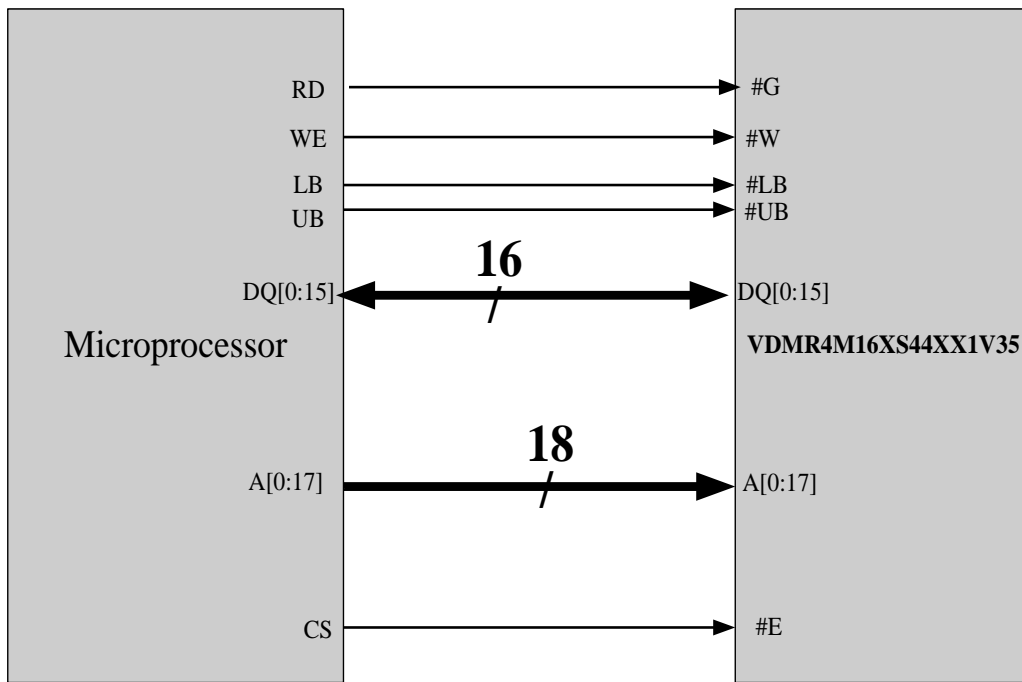 RD #G
WE #W
LB #LB
UB #UB
16
DQ[0:15] DQ[0:15]
Microprocessor VDMR4M16XS44XX1V35
18
A[0:17] A[0:17]
CS #E